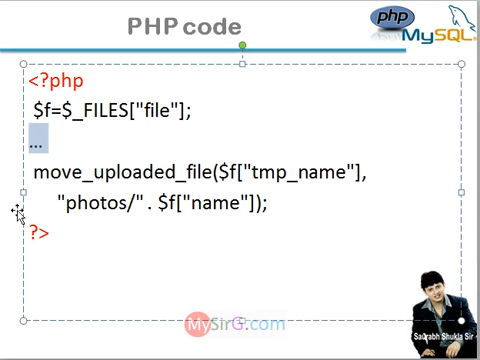 PHP code
php
MySQL
<?php
$f=$_FILES["file"];
...
move_uploaded_file($f["tmp_name"],
"photos/" . $f["name"]);
?>
MySirG.com
Saurabh Shukla Sir